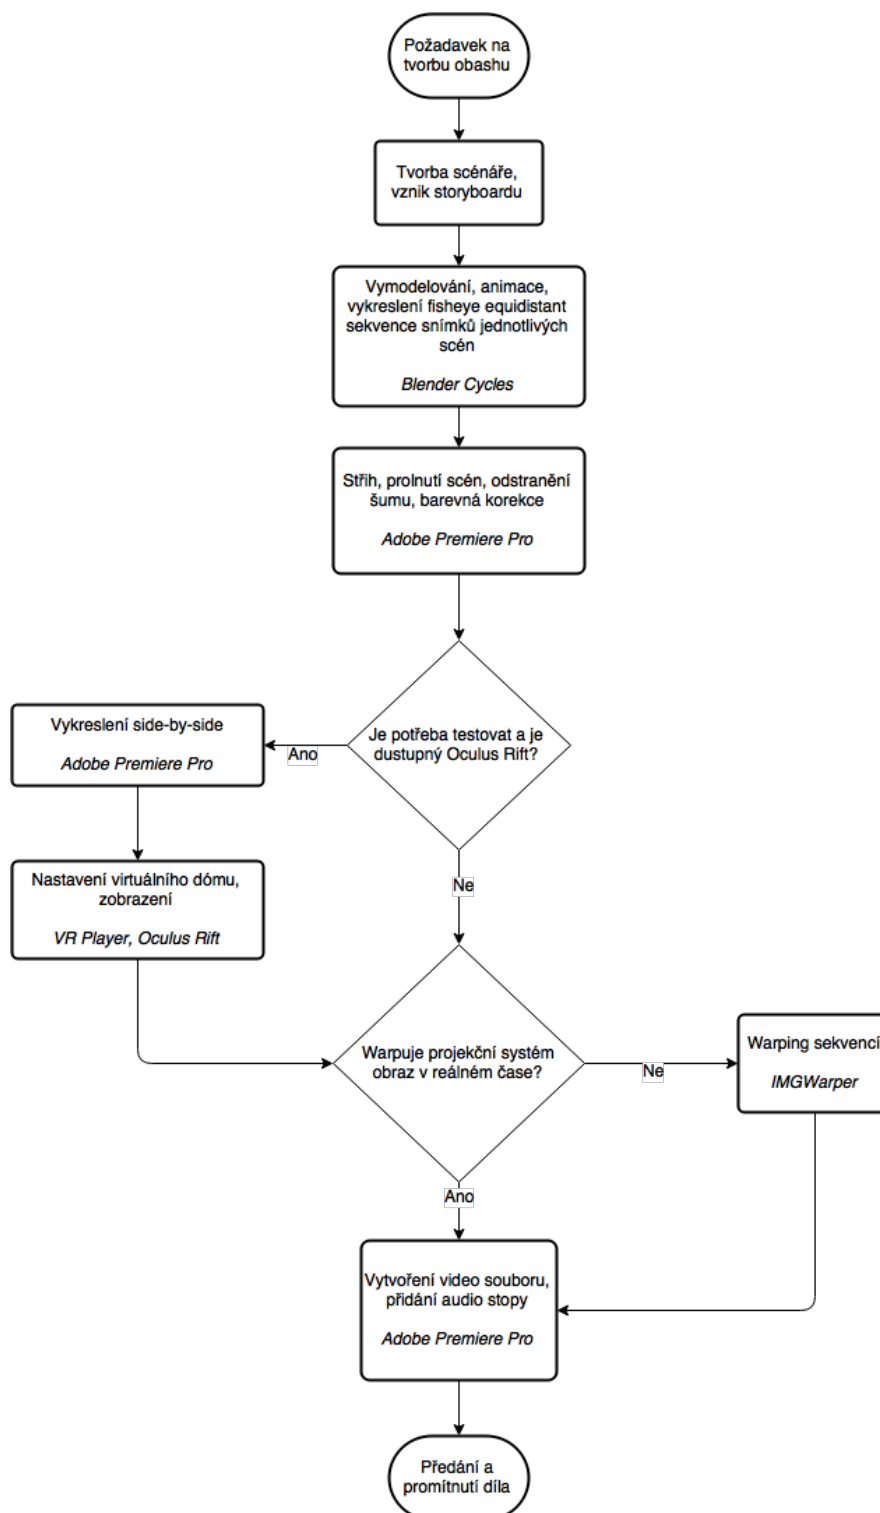 Požadavek na
tvorbu obashu
Tvorba scénáře,
vznik storyboardu
Vymodelování, animace,
vykreslení fisheye equidistant
sekvence snímků jednotlivých
scén
Blender Cycles
Střih, prolnutí scén, odstranění
šumu, barevná korekce
Adobe Premiere Pro
Je potřeba testovat a je
dustupný Oculus Rift?
Ano
Vykreslení side-by-side
Adobe Premiere Pro
Nastavení virtuálního dómu,
zobrazení
VR Player, Oculus Rift
Ne
Warpuje projekční systém
obraz v reálném čase?
Ne
Warping sekvencí
IMGWarper
Ano
Vytvoření video souboru,
přidání audio stopy
Adobe Premiere Pro
Předání a
promítnutí díla